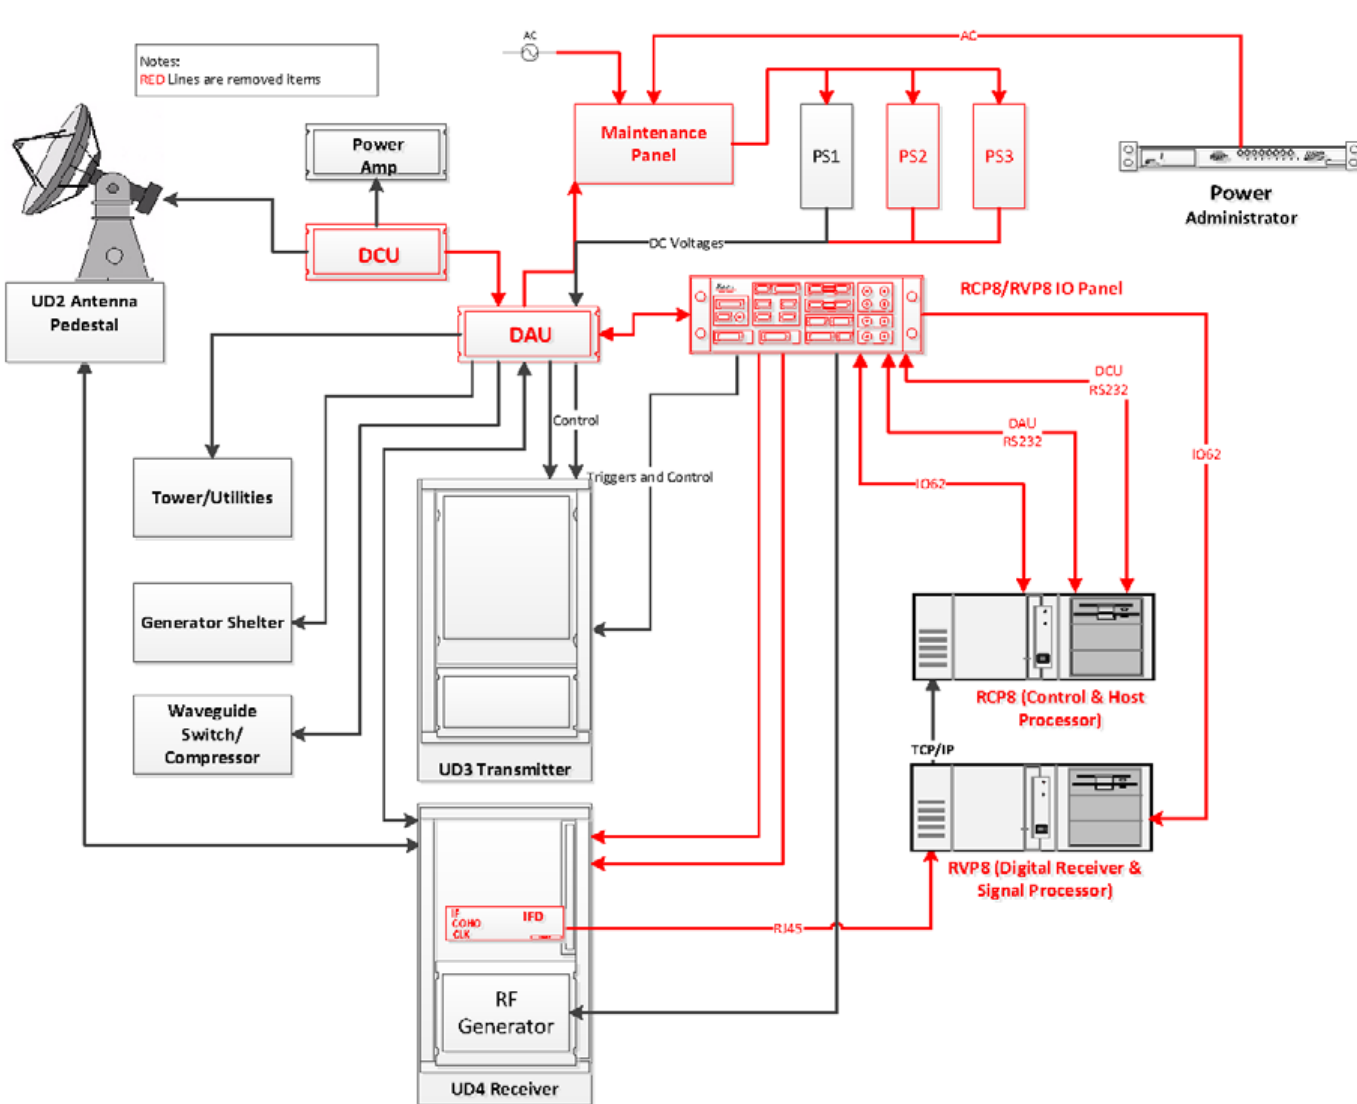 AC
AC
Notes:
RED Lines are removed items
Power
Amp
Maintenance
Panel
PS1
PS2
PS3
Power
Administrator
DCU
DC Voltages
UD2 Antenna
Pedestal
DAU
RCP8/RVP8 IO Panel
DCU
RS232
DAU
RS232
IO62
IO62
Control
Triggers and Control
Tower/Utilities
Generator Shelter
Waveguide
Switch/
Compressor
UD3 Transmitter
RCP8 (Control & Host
Processor)
TCP/IP
RVP8 (Digital Receiver &
Signal Processor)
IF
COHO
CLK
IFD
RJ45
RF
Generator
UD4 Receiver